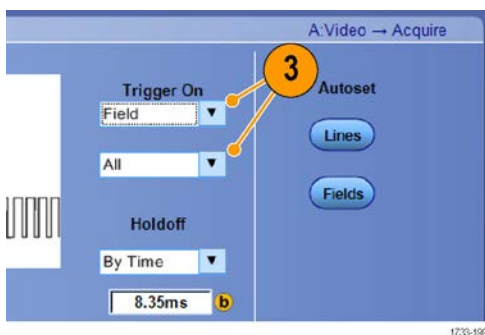 A:Video → Acquire
3
Trigger On
Autoset
Field
Lines
All
Fields
Holdoff
By Time
8.35ms
b